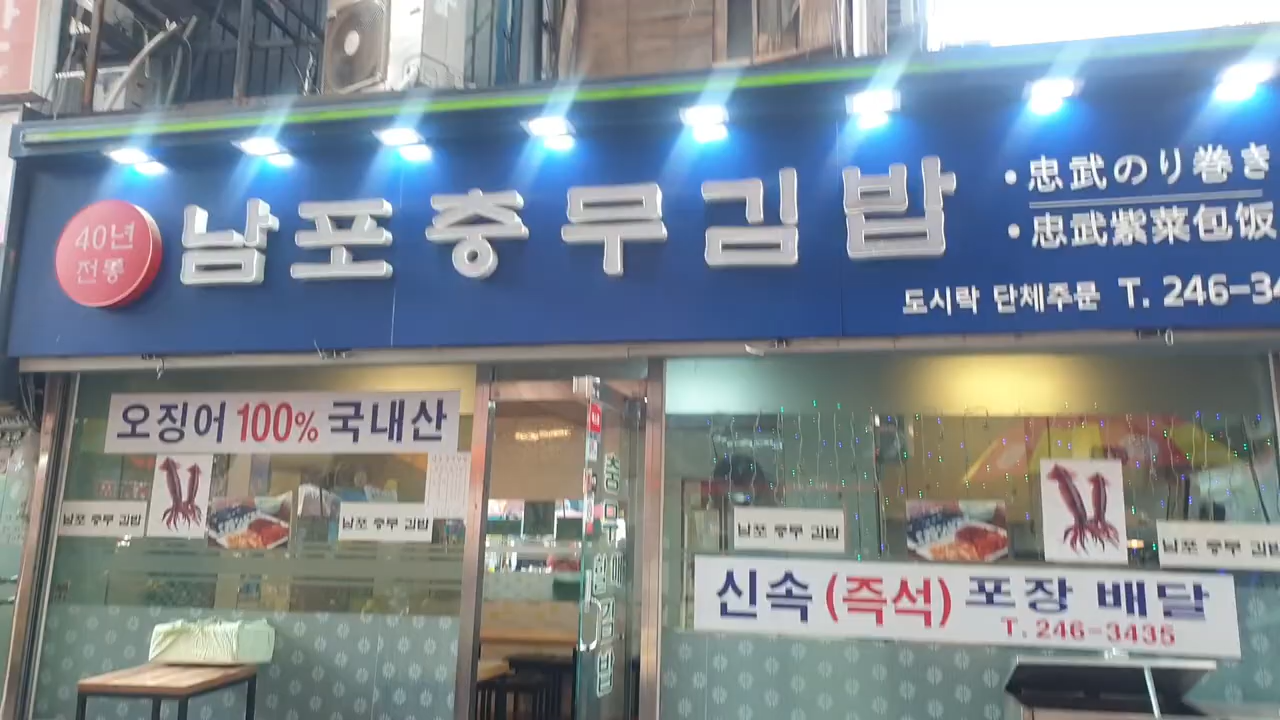 40년
전통
남포충무김밥
・忠武のり巻き
・忠武紫菜包饭
도시락 단체주문 T. 246-34
오징어 100% 국내산
남포 충무 김밥
남포 충무 김밥
남포 충무 김밥
남포 충무 김밥
신속(즉석) 포장 배달
T. 246-3435